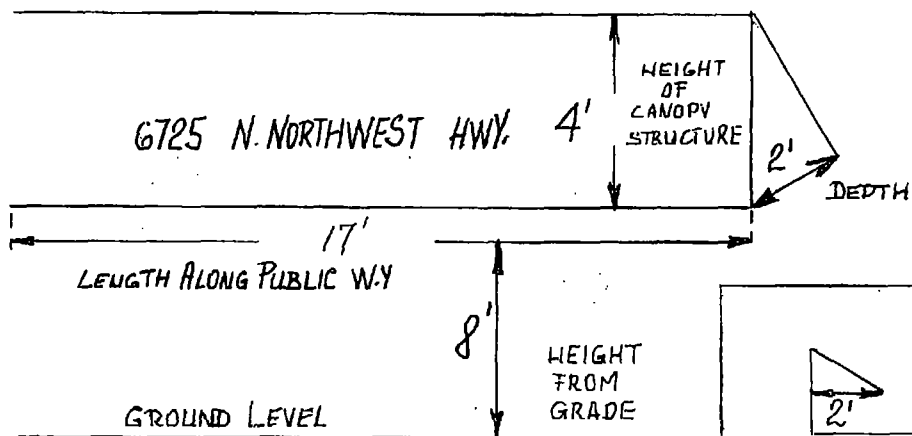 6725 N. NORTHWEST HWY.
4'
HEIGHT
OF
CANOPY
STRUCTURE
2'
DEPTH
17'
LENGTH ALONG PUBLIC W.Y
8'
HEIGHT
FROM
GRADE
GROUND LEVEL
2'